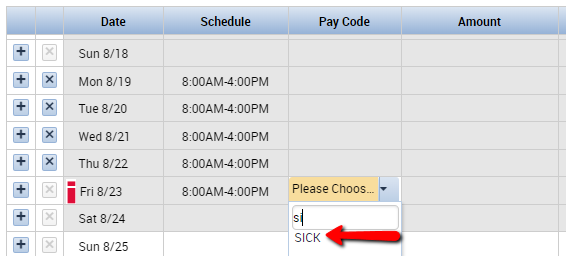 Date Schedule Pay Code Amount
Sun 8/18
Mon 8/19 8:00AM-4:00PM
Tue 8/20 8:00AM-4:00PM
Wed 8/21 8:00AM-4:00PM
Thu 8/22 8:00AM-4:00PM
Fri 8/23 8:00AM-4:00PM Please Choos...
Sat 8/24 si
SICK
Sun 8/25